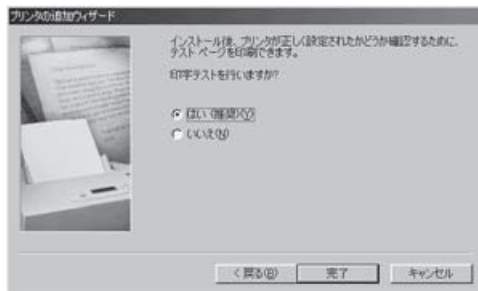 プリンタの追加ウィザード
インストール後、プリンタが正しく設定されたかどうか確認するために、
テスト ページを印刷できます。
印字テストを行いますか?
はい (推奨)(Y)
いいえ(N)
< 戻る(B)
完了
キャンセル